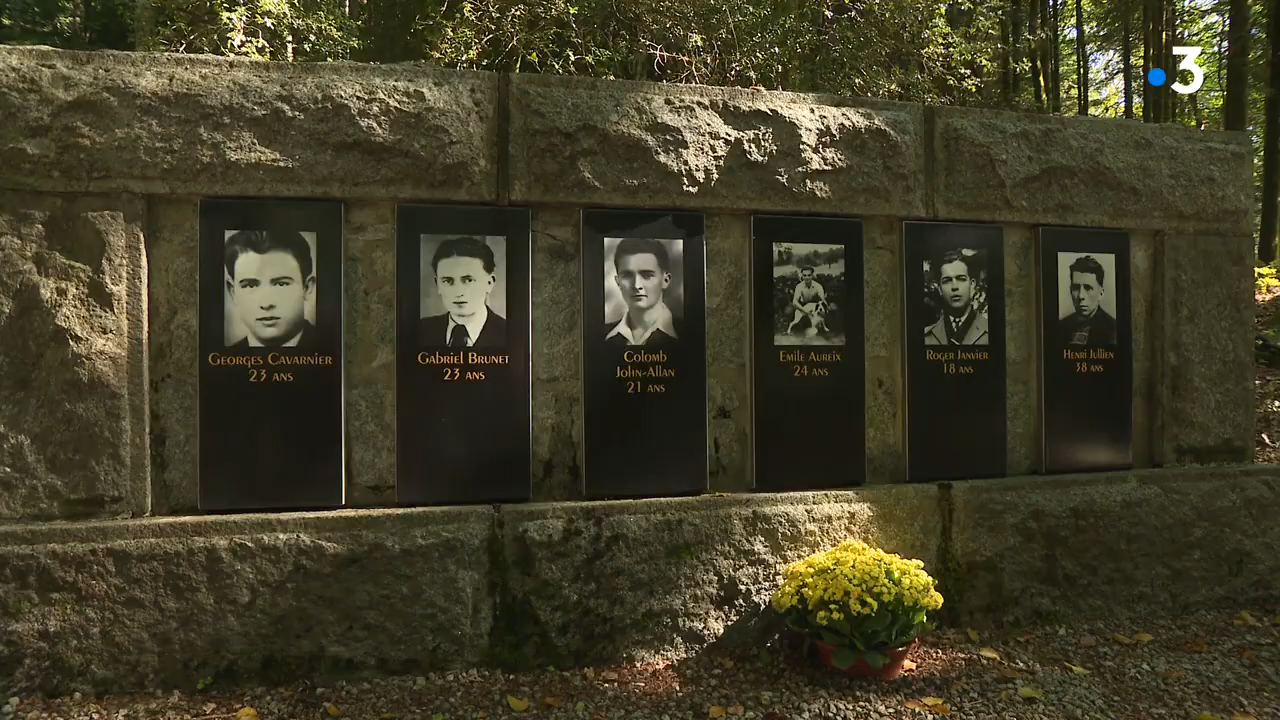 3
Georges Cavarnier
23 ans
Gabriel Brunet
23 ans
Colomb
John-Allan
21 ans
Emile Aureix
24 ans
Roger Janvier
18 ans
Henri Jullien
38 ans